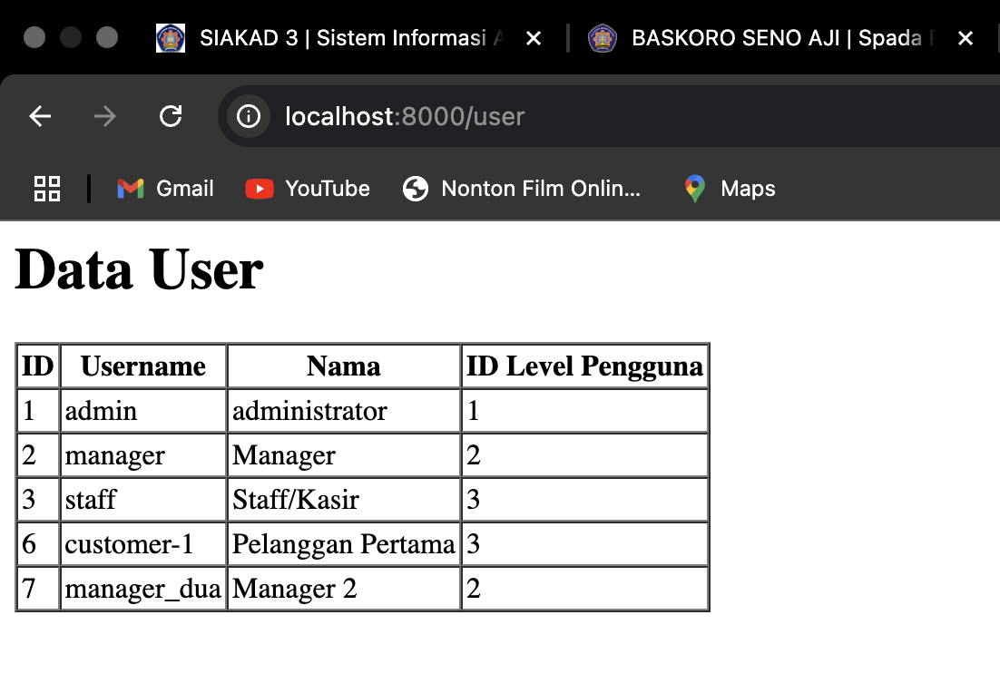 SIAKAD 3 | Sistem Informasi A
BASKORO SENO AJI | Spada P
localhost:8000/user
Gmail
YouTube
Nonton Film Onlin...
Maps
Data User
ID Username Nama ID Level Pengguna
1 admin administrator 1
2 manager Manager 2
3 staff Staff/Kasir 3
6 customer-1 Pelanggan Pertama 3
7 manager_dua Manager 2 2